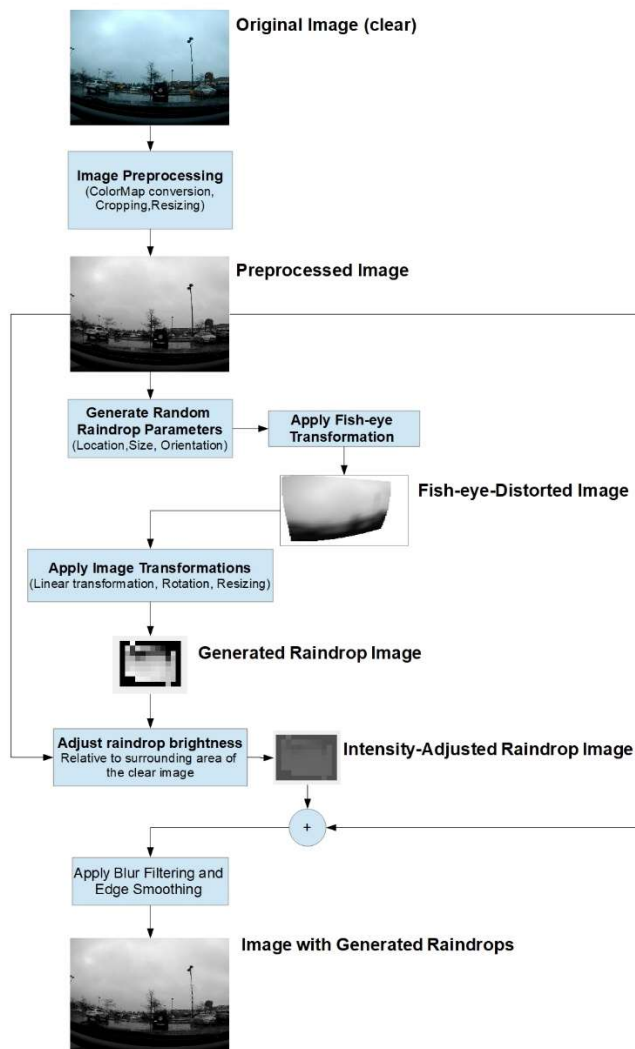 Original Image (clear)
Image Preprocessing
(ColorMap conversion,
Cropping,Resizing)
Preprocessed Image
Generate Random
Raindrop Parameters
(Location,Size, Orientation)
Apply Fish-eye
Transformation
Fish-eye-Distorted Image
Apply Image Transformations
(Linear transformation, Rotation, Resizing)
Generated Raindrop Image
Adjust raindrop brightness
Relative to surrounding area of
the clear image
Intensity-Adjusted Raindrop Image
+
Apply Blur Filtering and
Edge Smoothing
Image with Generated Raindrops